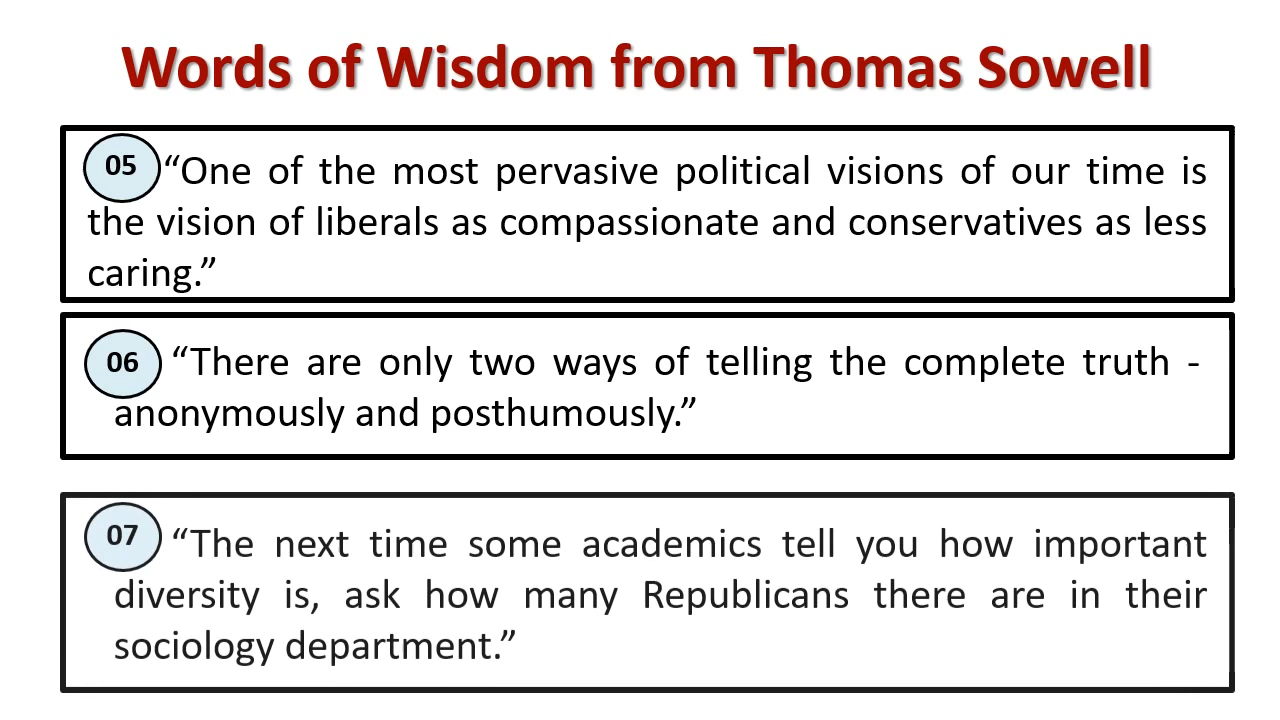 Words of Wisdom from Thomas Sowell
05 “One of the most pervasive political visions of our time is
the vision of liberals as compassionate and conservatives as less
caring.”
06 “There are only two ways of telling the complete truth -
anonymously and posthumously.”
07 “The next time some academics tell you how important
diversity is, ask how many Republicans there are in their
sociology department.”